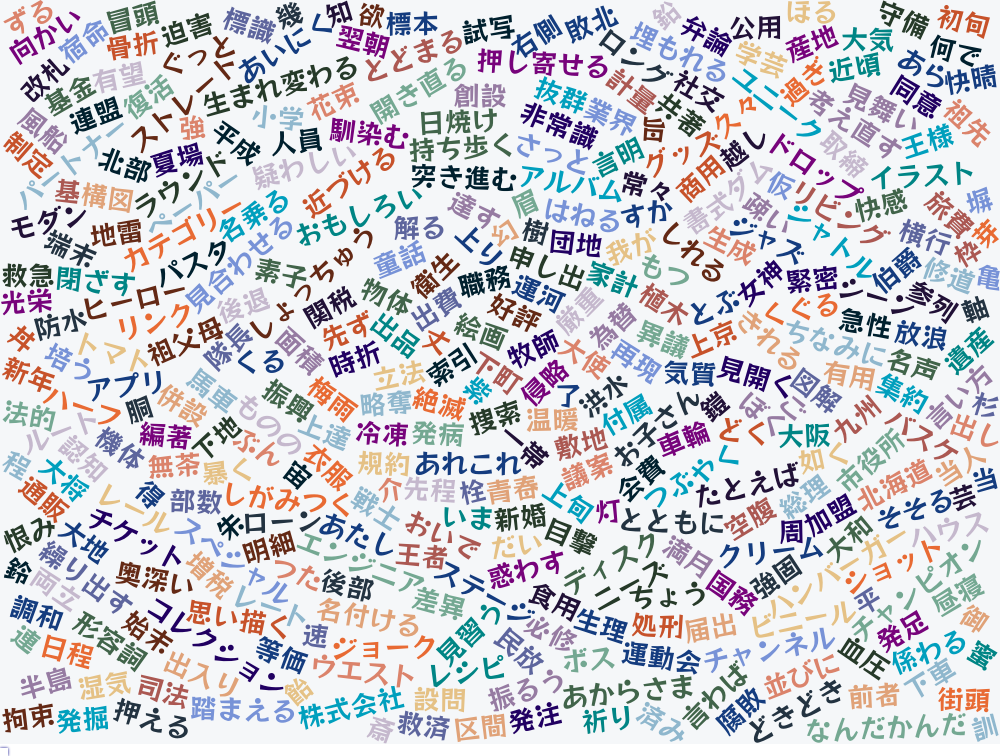 ずる
向かい
宿命
冒頭
骨折
迫害
ぐっと
標識
幾
あいにく
知
欲
標本
翌朝
試写
とどまる
右側
敗北
ロング
鉛
弁論
公用
埋もれる
学芸
ほる
産地
大気
守備
初旬
何で
あら
快晴
改札
基金
有望
連盟
復活
ストレート
生まれ変わる
開き直る
押し寄せる
創設
抜群
業界
計量
社交
共著
ユニーク
過ぎ
近頃
見舞い
同意
祖先
風船
パートナー
強
小学
花束
平成
人員
馴染む
日焼け
持ち歩く
非常識
さっと
台
言明
グッズ
久々
商用
越し
ドロップ
考え直す
収縮
王様
制定
北部
夏場
ラウンド
疑わしい
近づける
突き進む
アルバム
常々
書式
ダム
仮
リビング
快感
イラスト
旅費
塀
基
構図
モダン
地雷
ペーパー
カテゴリー
名乗る
おもしろい
解る
達す
眉
はねる
すか
疎い
ジャズ
シャトル
横行
芽
枠
端末
パスタ
見合わせる
素子
しょっちゅう
童話
上り
幻
樹
団地
我が
しれる
生成
女神
緊密
伯爵
修道
亀
救急
閉ざす
光栄
ヒーロー
リンク
後退
関税
物体
衛生
出費
職務
運河
申し出
家計
もつ
植木
とぶ
くぐる
シーン
参列
軸
丼
防水
トマト
祖父母
隊長
くる
画積
先ず
出品
丈
絵画
好評
厳重
為替
異議
上京
ちなみに
急性
放浪
遺産
培う
新年
アプリ
ハーフ
馬車
併設
振興
時折
梅雨
立法
索引
下町
牧師
大使
侵略
再現
気質
見聞く
図解
それる
有用
名声
集約
言い方
杉
法的
胴
ルート
認知
機体
編著
下地
ものの
上達
略奪
絶滅
紫
了
洪水
付属
お子さん
鎧
ぼく
九州
バスケ
出し
冷凍
発病
捜索
温暖
一帯
敷地
車輪
どく
大阪
程
大将
無茶
暴く
ぶん
宙
衣服
規約
あれこれ
議案
会費
つぶやく
たとえば
如く
市役所
北海道
当人
当
通販
レール
得
部数
しがみつく
戦士
介
先程
栓
青春
上旬
灯
とともに
空腹
総理
周加盟
そそる
芸
恨み
大地
チケット
スペシャル
朱
ローン
あたし
おいで
いま
新婚
目撃
満月
クリーム
大和
ハウス
鈴
繰り出す
両立
奥深い
増税
明細
つた
エンジニア
後部
王者
だい
惑わす
ディスク
ニーズ
ちょう
国務
強固
ハンバーガー
ショット
チャンピオン
昼寝
調和
始末
コレクション
思い描く
レート
名付ける
差異
ステージ
食用
生理
処刑
届出
ビニール
平
発足
御
連
日程
形容詞
出入り
等価
速
ジョーク
ウエスト
見習う
レシピ
民放
必修
ボス
運動会
チャンネル
血圧
係わる
蜜
下車
半島
湿気
司法
踏まえる
飴
株式会社
設問
振るう
あからさま
言わば
並びに
前者
街頭
拘束
発掘
押える
斎
救済
区間
発注
祈り
済み
腐敗
どきどき
なんだかんだ
訓